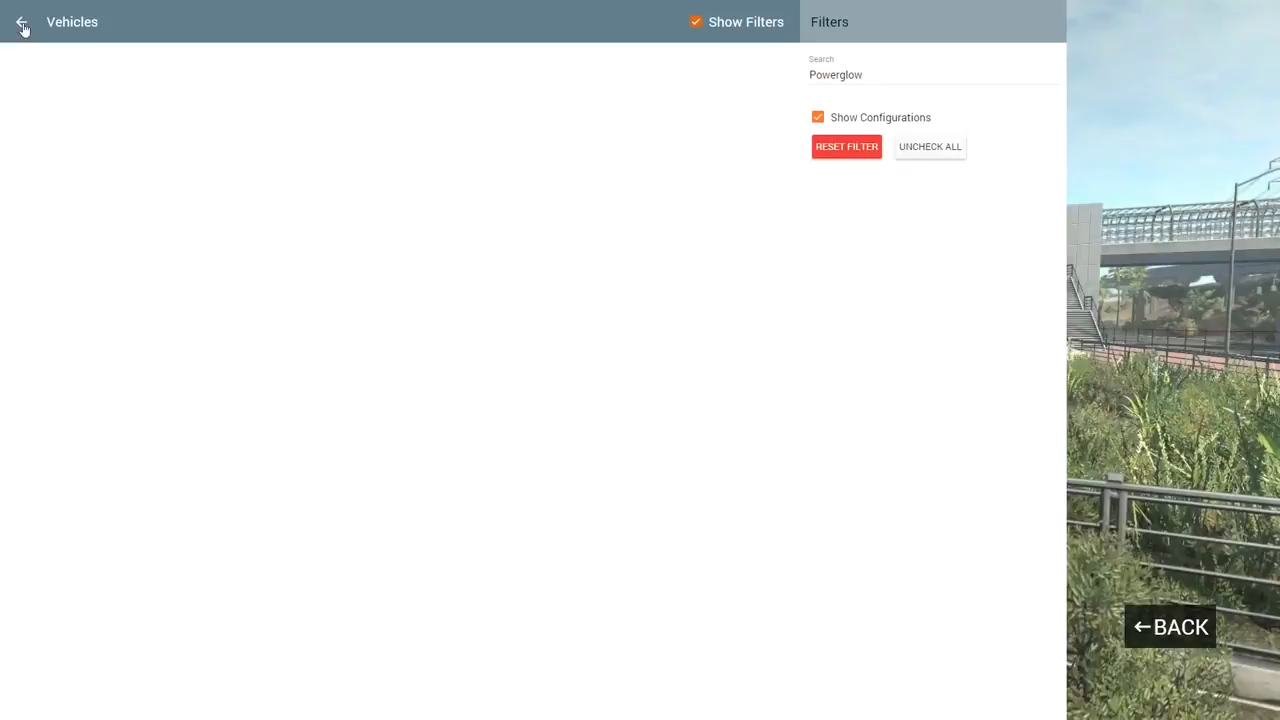 Vehicles
Show Filters
Filters
Search
Powerglow
Show Configurations
RESET FILTER
UNCHECK ALL
←BACK